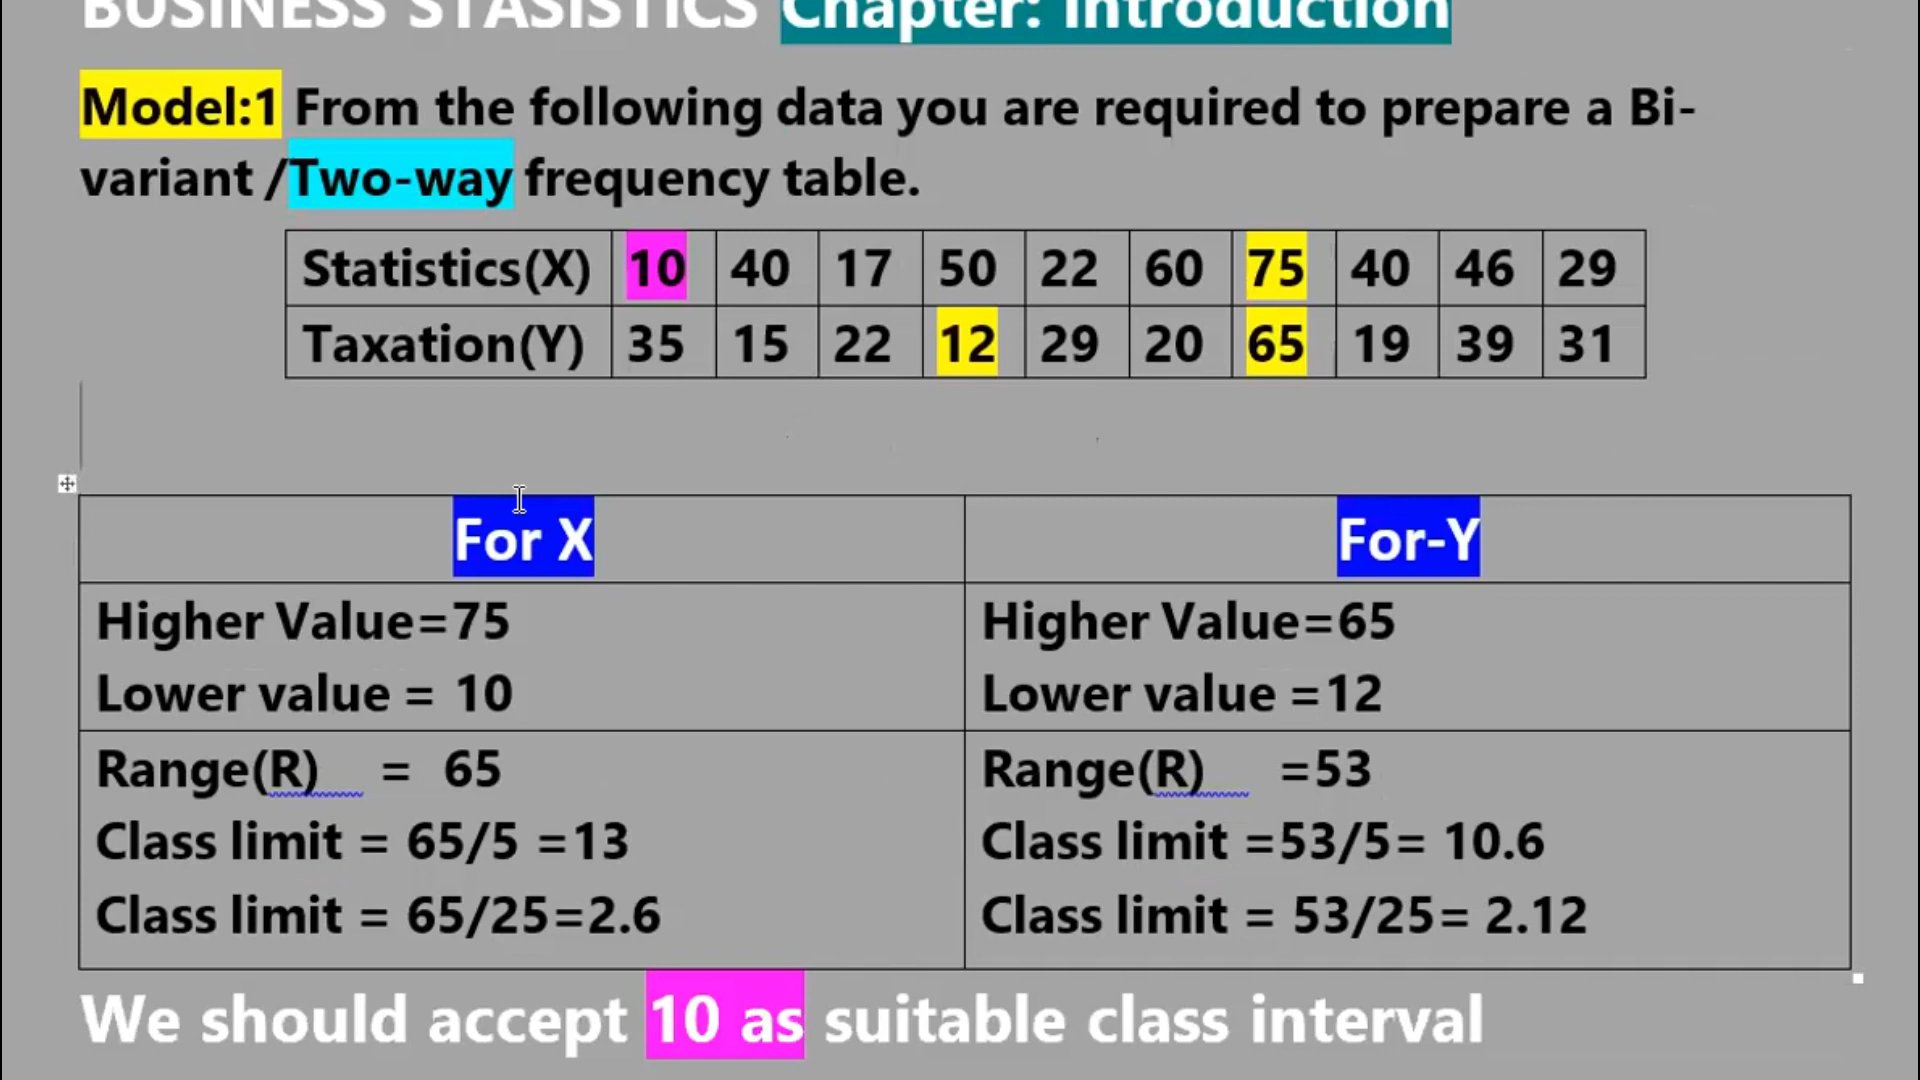 BUSINESS STASISTICS Chapter: Introduction
Model:1 From the following data you are required to prepare a Bi-
variant /Two-way frequency table.
Statistics(X) 10 40 17 50 22 60 75 40 46 29
Taxation(Y) 35 15 22 12 29 20 65 19 39 31
For X For-Y
Higher Value=75 Higher Value=65
Lower value = 10 Lower value =12
Range(R) = 65 Range(R) =53
Class limit = 65/5 =13 Class limit =53/5= 10.6
Class limit = 65/25=2.6 Class limit = 53/25= 2.12
We should accept 10 as suitable class interval